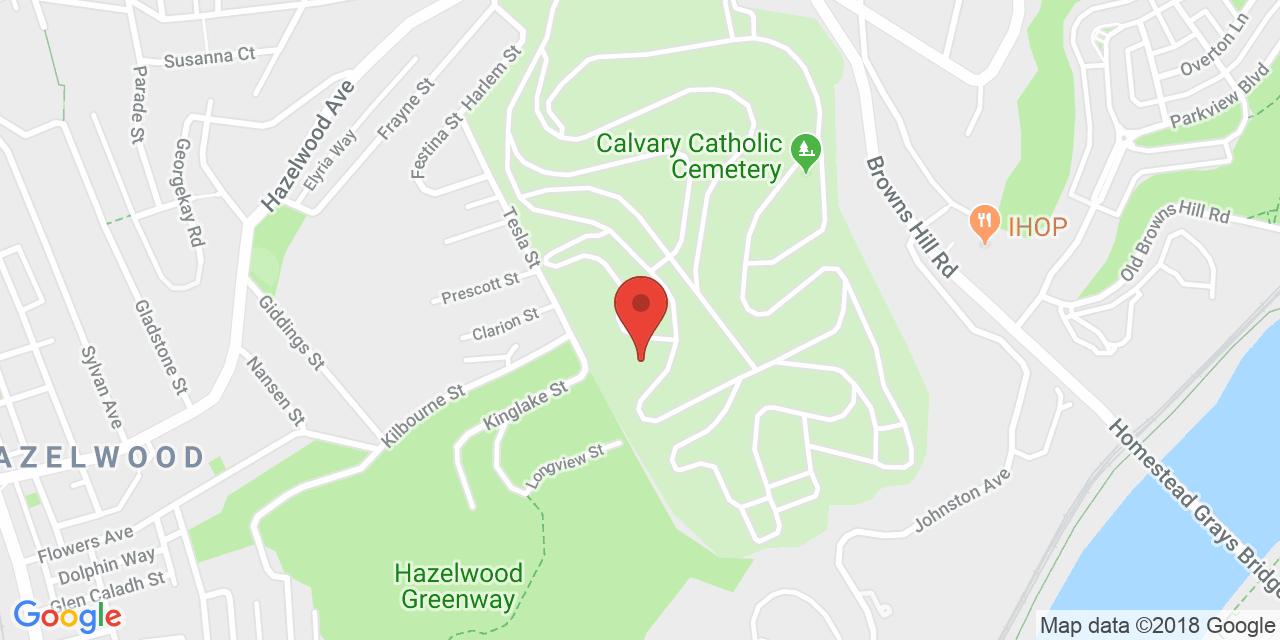 Susanna Ct
Parade St
Hazelwood Ave
Frayne St
Elyria Way
Festina St
Harlem St
Georgekay Rd
Calvary Catholic
Cemetery
Overton Ln
Parkview Blvd
Browns Hill Rd
IHOP
Old Browns Hill Rd
Tesla St
Prescott St
Clarion St
Gladstone St
Giddings St
Sylvan Ave
Nansen St
Kilbourne St
Kinglake St
Longview St
AZELWOOD
Johnston Ave
Homestead Grays Bridge
Flowers Ave
Dolphin Way
Glen Caladh St
Hazelwood
Greenway
Google
Map data ©2018 Google